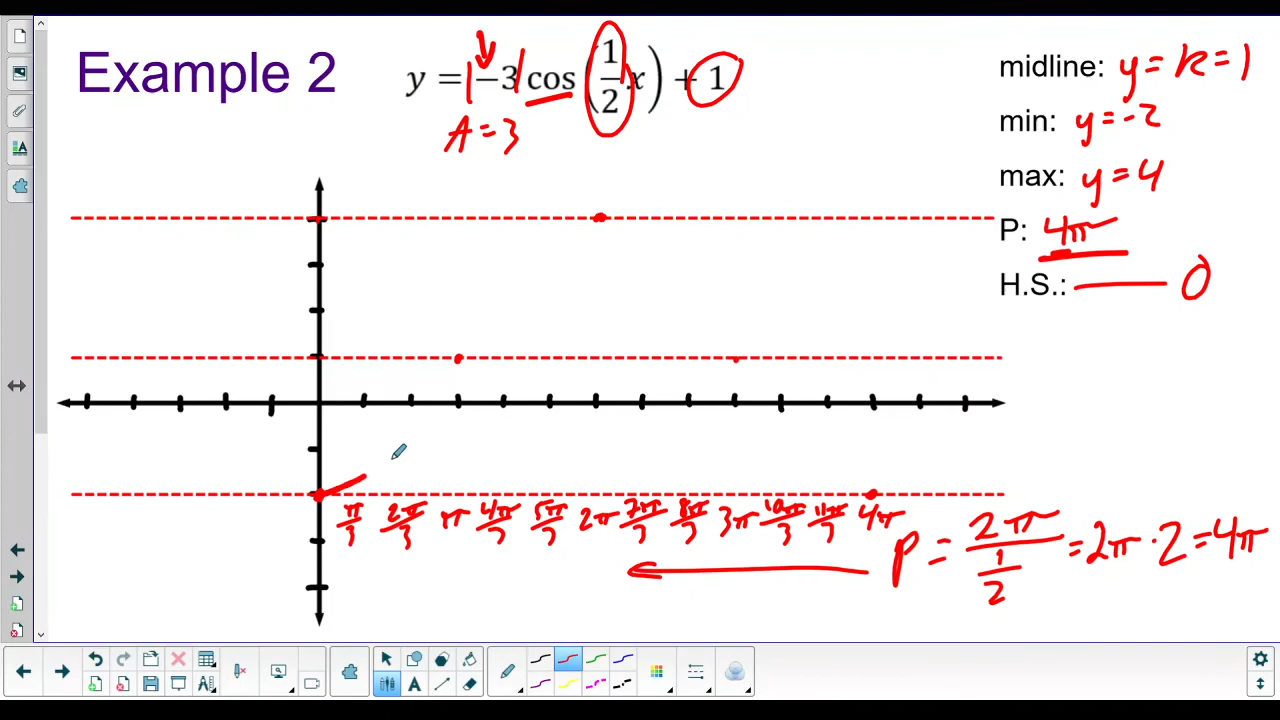 Example 2
y = -3 cos (1/2 x) + 1
A = 3
midline: y = k = 1
min: y = -2
max: y = 4
P: 4π
H.S.: — 0
π/3 2π/3 π 4π/3 5π/3 2π 7π/3 8π/3 3π 10π/3 11π/3 4π
P = 2π / 1/2 = 2π · 2 = 4π